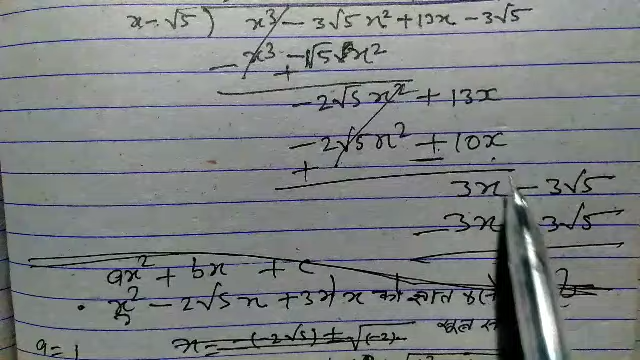 x - √5 ) x³ - 3√5 x² + 13x - 3√5
- x³ - √5 x²
+
- 2√5 x² + 13x
- 2√5 x² + 10x
+
3x - 3√5
- 3x 3√5
ax² + bx + c
x² - 2√5 x + 3 में x को ज्ञात
a = 1 x = -(-2√5) ± √(-2